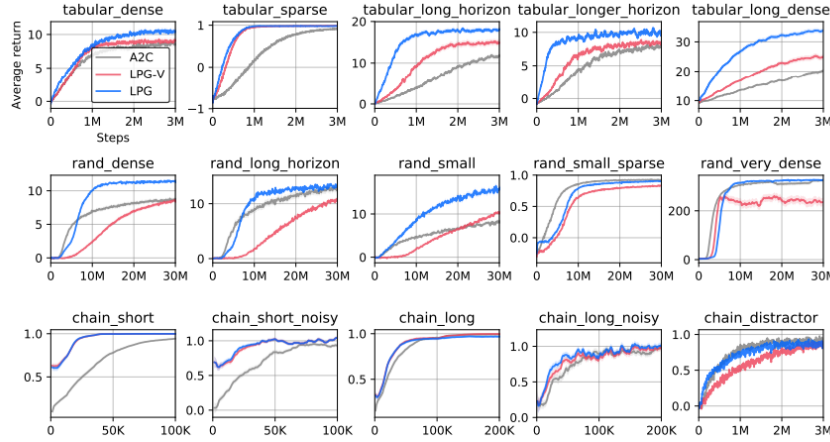 tabular_dense tabular_sparse tabular_long_horizon tabular_longer_horizon tabular_long_dense
Average return
10 5 0
A2C
LPG-V
LPG
1 0 −1
20 10 0
10 5 0
30 20 10
0 1M 2M 3M 0 1M 2M 3M 0 1M 2M 3M 0 1M 2M 3M 0 1M 2M 3M
Steps
rand_dense rand_long_horizon rand_small rand_small_sparse rand_very_dense
10 5 0
10 5 0
20 10 0
1.0 0.5 0.0
200 0
0 10M 20M 30M 0 10M 20M 30M 0 10M 20M 30M 0 10M 20M 30M 0 10M 20M 30M
chain_short chain_short_noisy chain_long chain_long_noisy chain_distractor
1.0 0.5
1.0 0.5 0.0
1.0 0.5
1.0 0.5 0.0
1.0 0.5 0.0
0 50K 100K 0 50K 100K 0 100K 200K 0 100K 200K 0 1M 2M 3M